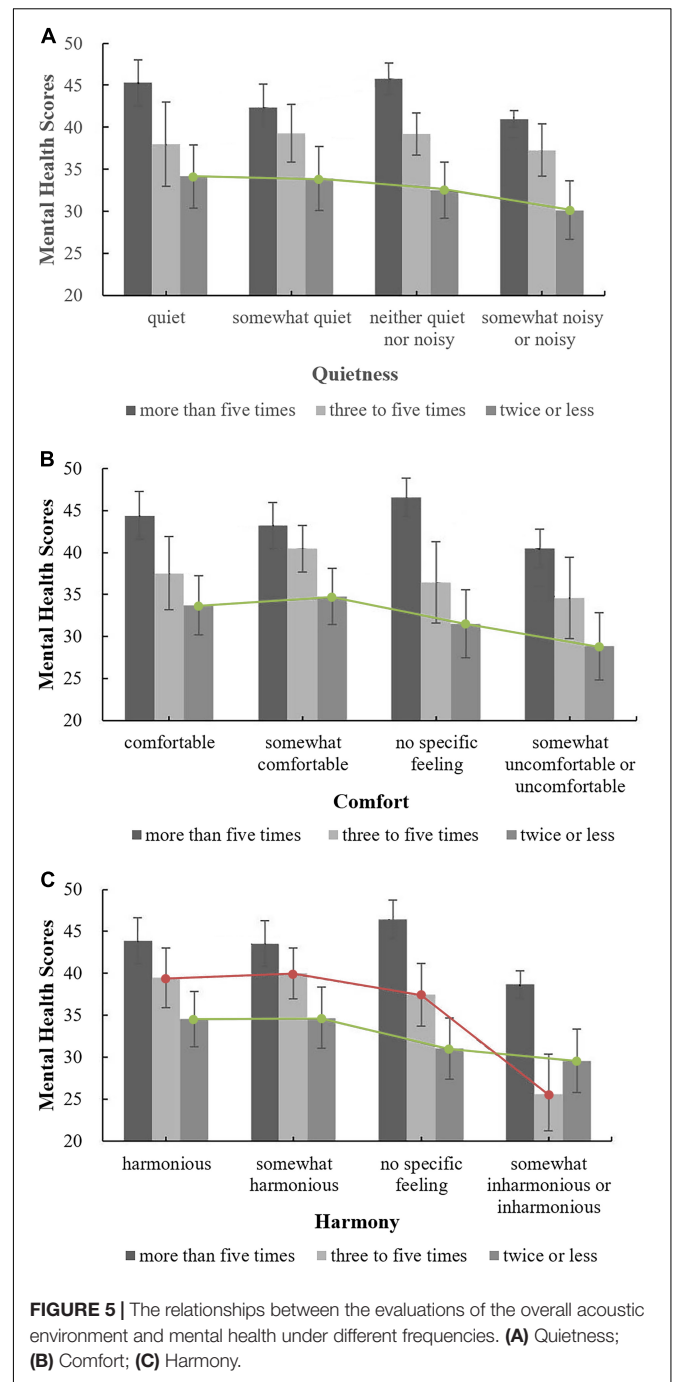 A
50
45
40
35
30
25
20
Mental Health Scores
quiet
somewhat quiet
neither quiet
nor noisy
somewhat noisy
or noisy
Quietness
more than five times three to five times twice or less
B
50
45
40
35
30
25
20
Mental Health Scores
comfortable
somewhat
comfortable
no specific
feeling
somewhat
uncomfortable or
uncomfortable
Comfort
more than five times three to five times twice or less
C
50
45
40
35
30
25
20
Mental Health Scores
harmonious
somewhat
harmonious
no specific
feeling
somewhat
inharmonious or
inharmonious
Harmony
more than five times three to five times twice or less
FIGURE 5 | The relationships between the evaluations of the overall acoustic
environment and mental health under different frequencies. (A) Quietness;
(B) Comfort; (C) Harmony.